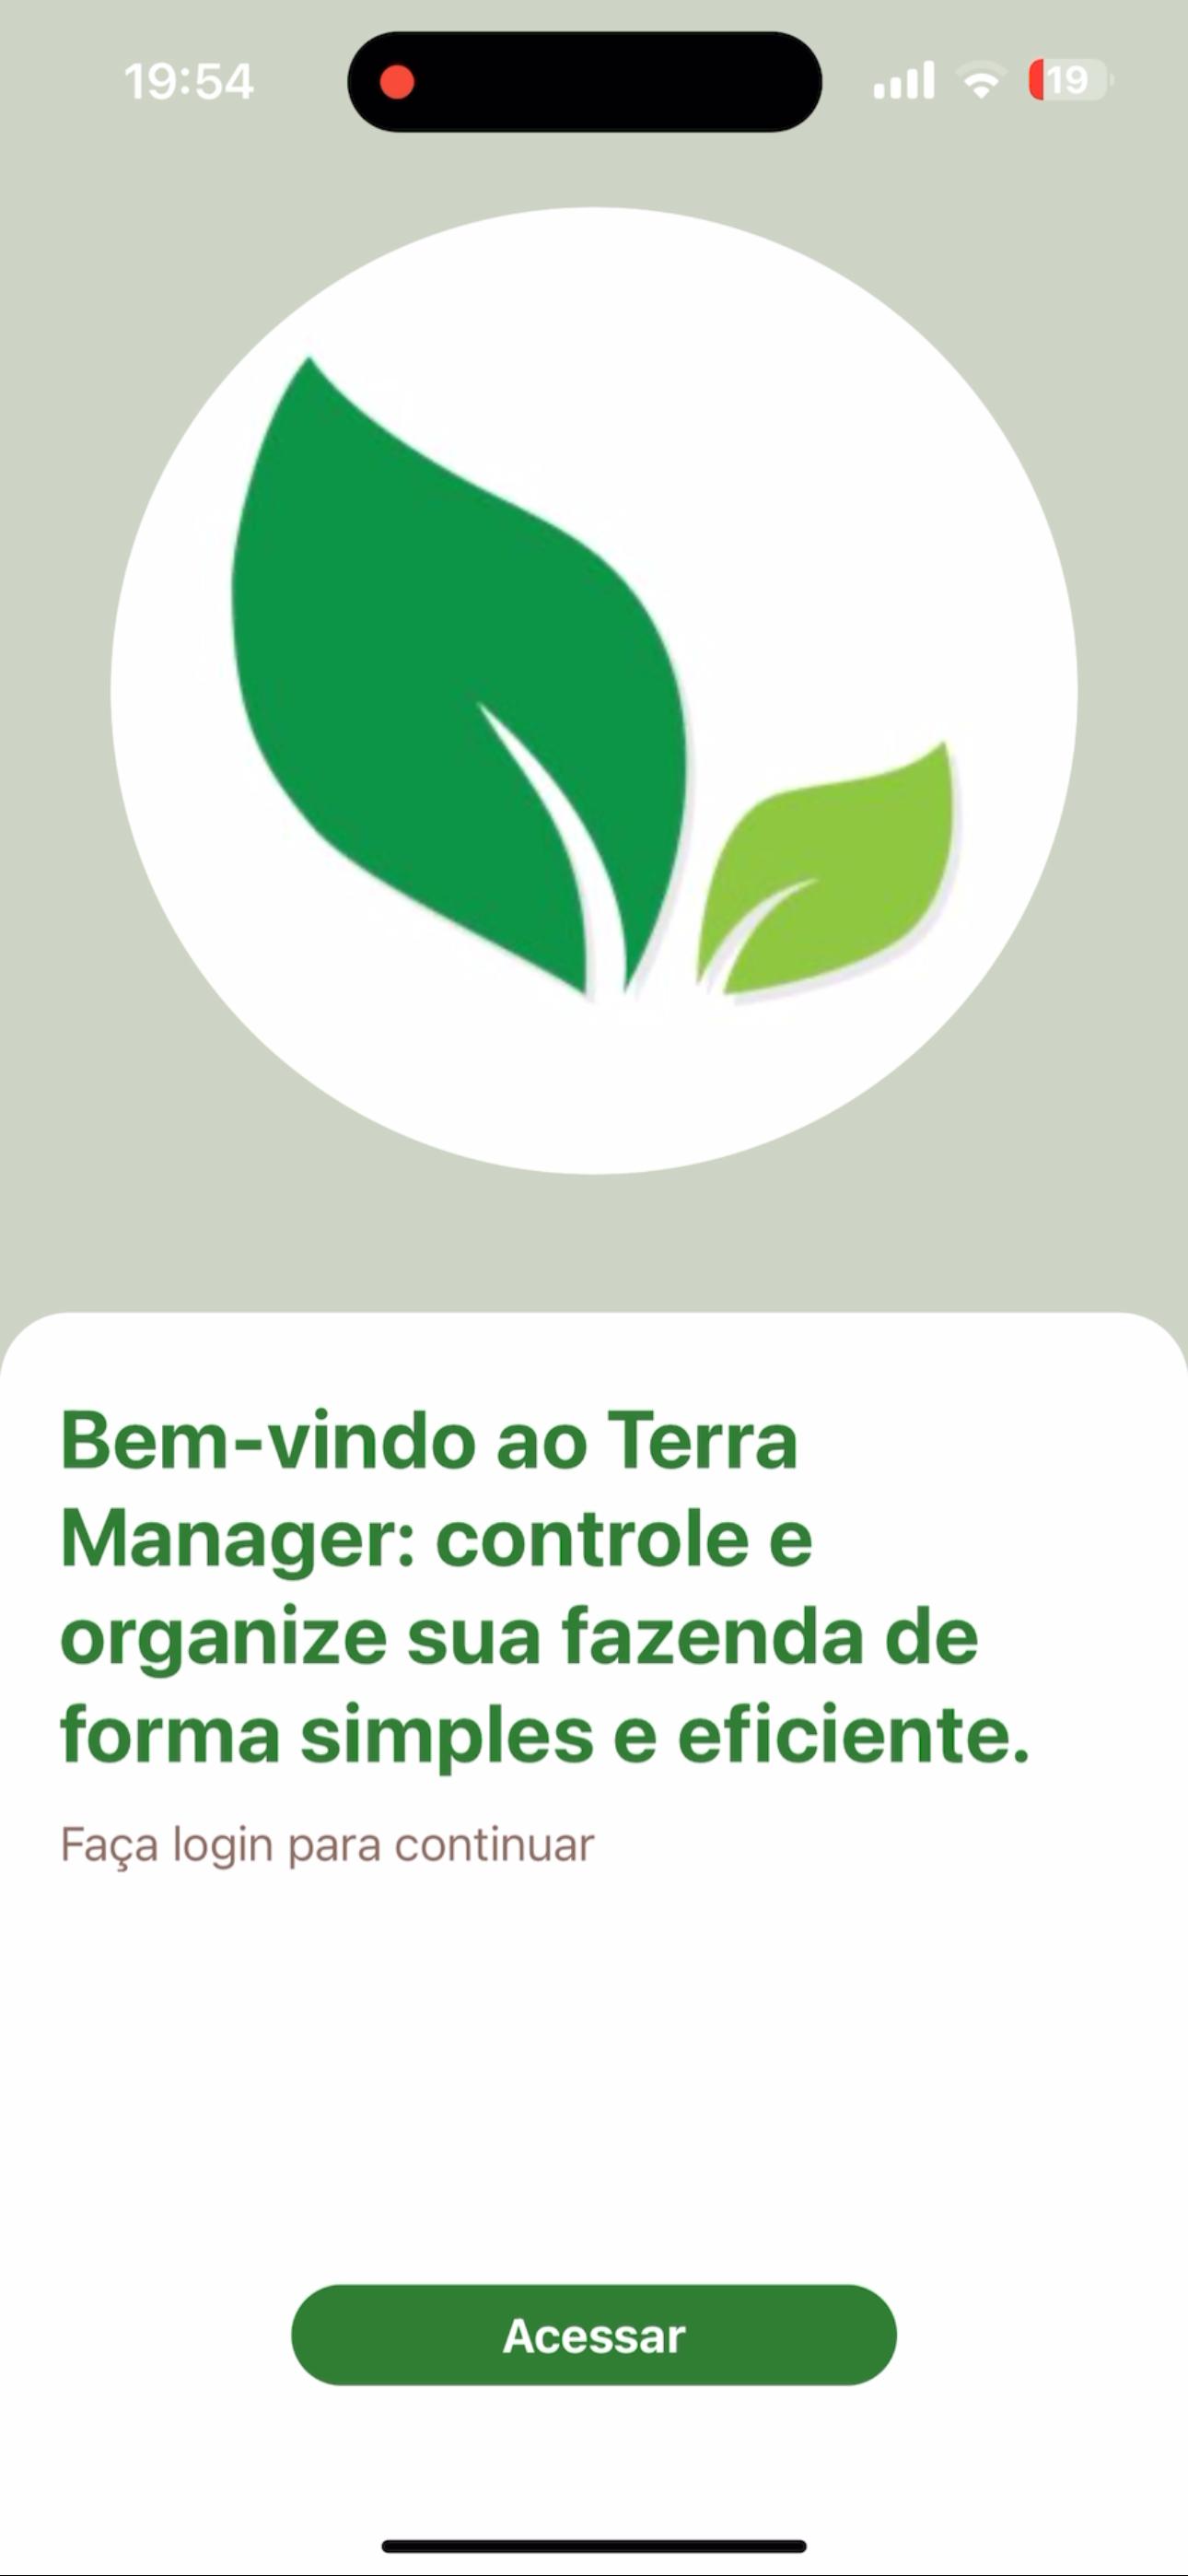 19:54
19
Bem-vindo ao Terra
Manager: controle e
organize sua fazenda de
forma simples e eficiente.
Faça login para continuar
Acessar